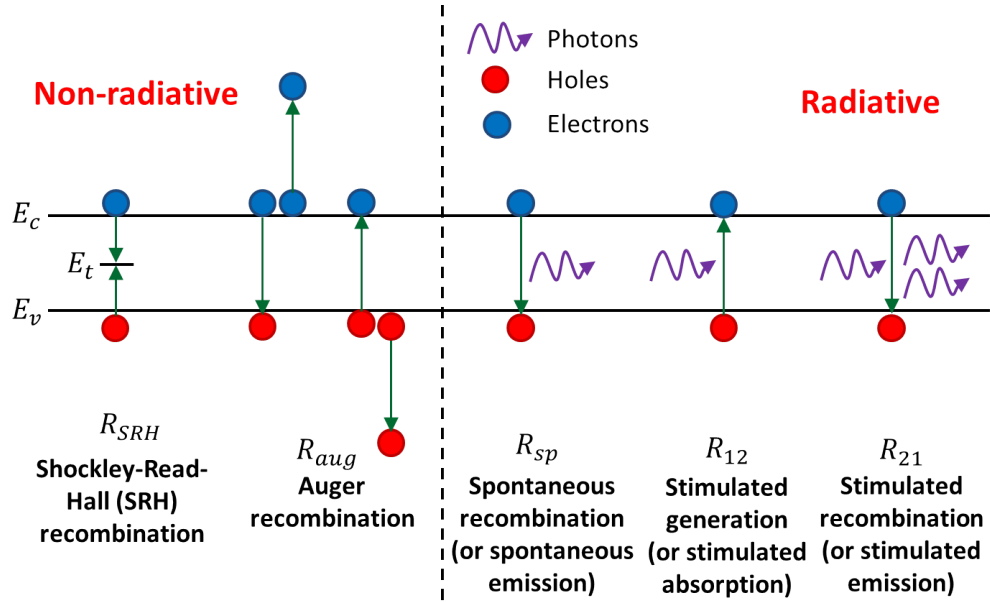 Non-radiative
Photons
Holes
Electrons
Radiative
E_c
E_t
E_v
R_SRH
Shockley-Read-
Hall (SRH)
recombination
R_aug
Auger
recombination
R_sp
Spontaneous
recombination
(or spontaneous
emission)
R_12
Stimulated
generation
(or stimulated
absorption)
R_21
Stimulated
recombination
(or stimulated
emission)